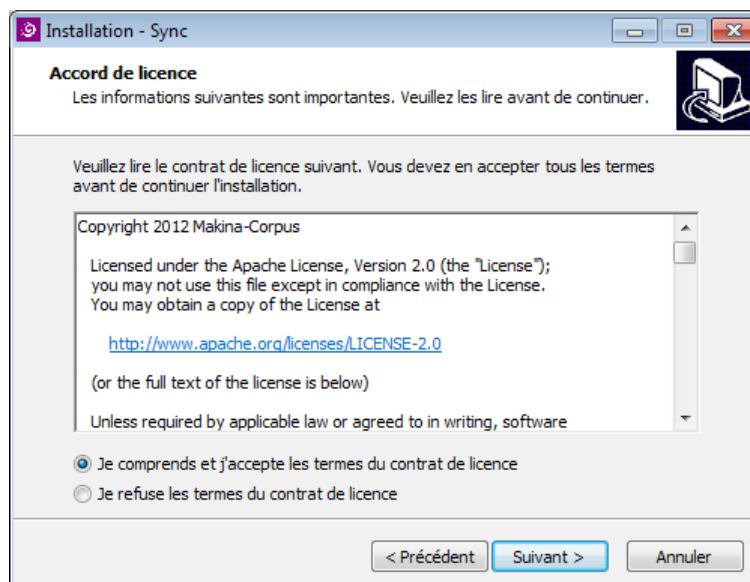 Installation - Sync
Accord de licence
Les informations suivantes sont importantes. Veuillez les lire avant de continuer.
Veuillez lire le contrat de licence suivant. Vous devez en accepter tous les termes
avant de continuer l'installation.
Copyright 2012 Makina-Corpus
Licensed under the Apache License, Version 2.0 (the "License");
you may not use this file except in compliance with the License.
You may obtain a copy of the License at
http://www.apache.org/licenses/LICENSE-2.0
(or the full text of the license is below)
Unless required by applicable law or agreed to in writing, software
Je comprends et j'accepte les termes du contrat de licence
Je refuse les termes du contrat de licence
< Précédent Suivant > Annuler